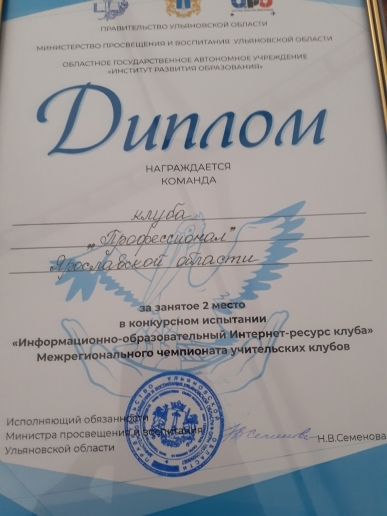 ПРАВИТЕЛЬСТВО УЛЬЯНОВСКОЙ ОБЛАСТИ
МИНИСТЕРСТВО ПРОСВЕЩЕНИЯ И ВОСПИТАНИЯ УЛЬЯНОВСКОЙ ОБЛАСТИ
ОБЛАСТНОЕ ГОСУДАРСТВЕННОЕ АВТОНОМНОЕ УЧРЕЖДЕНИЕ
«ИНСТИТУТ РАЗВИТИЯ ОБРАЗОВАНИЯ»
Диплом
НАГРАЖДАЕТСЯ
КОМАНДА
клуба
„Профессионал"
Ярославской области
за занятое 2 место
в конкурсном испытании
«Информационно-образовательный Интернет-ресурс клуба»
Межрегионального чемпионата учительских клубов
Исполняющий обязанности
Министра просвещения и воспитания
Ульяновской области
Н.В.Семенова